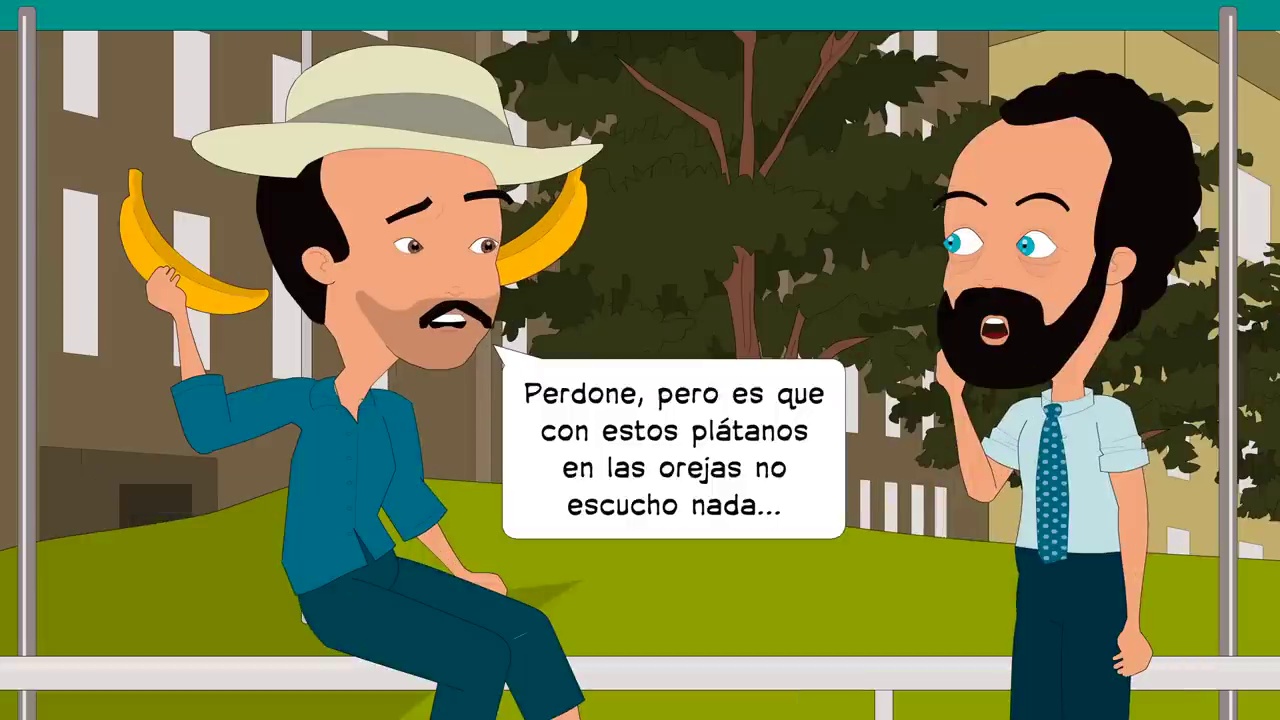 Perdone, pero es que
con estos plátanos
en las orejas no
escucho nada...